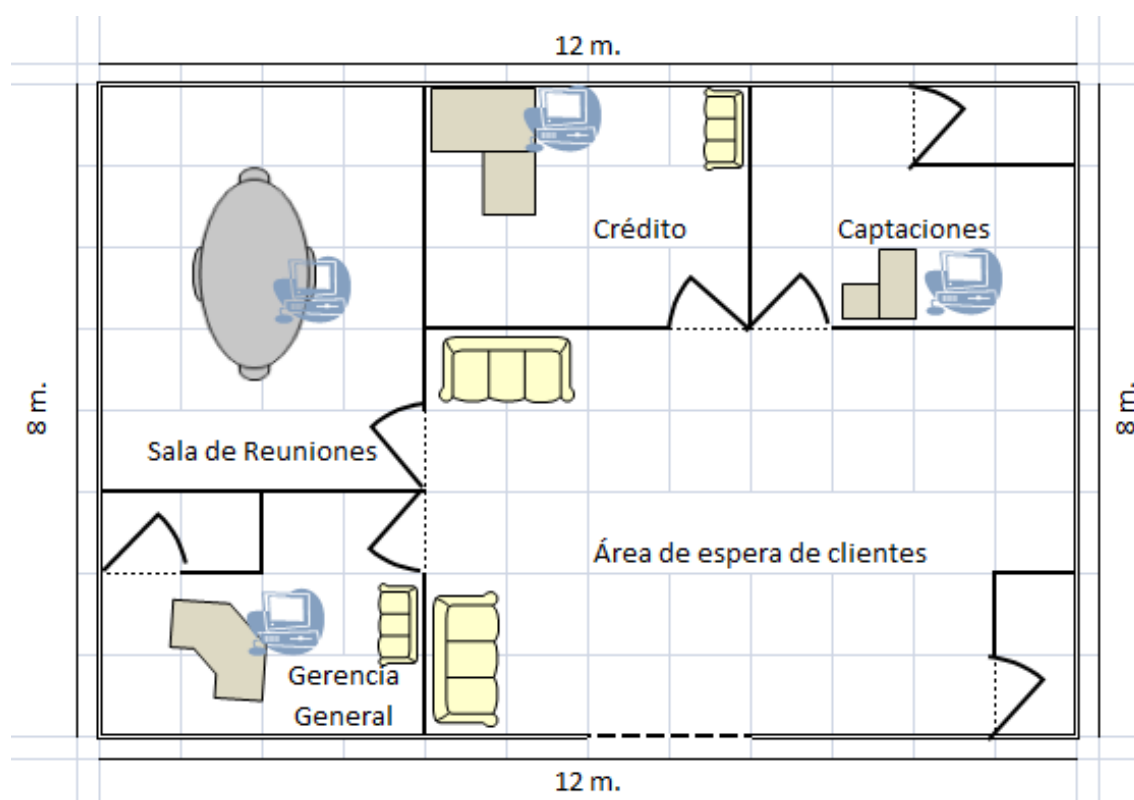 12 m.
Crédito
Captaciones
8 m.
8 m.
Sala de Reuniones
Área de espera de clientes
Gerencia
General
12 m.